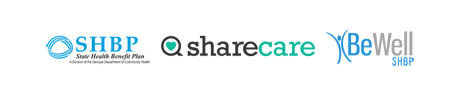 SHBP
State Health Benefit Plan
A Division of the Georgia Department of Community Health
sharecare
BeWell
SHBP